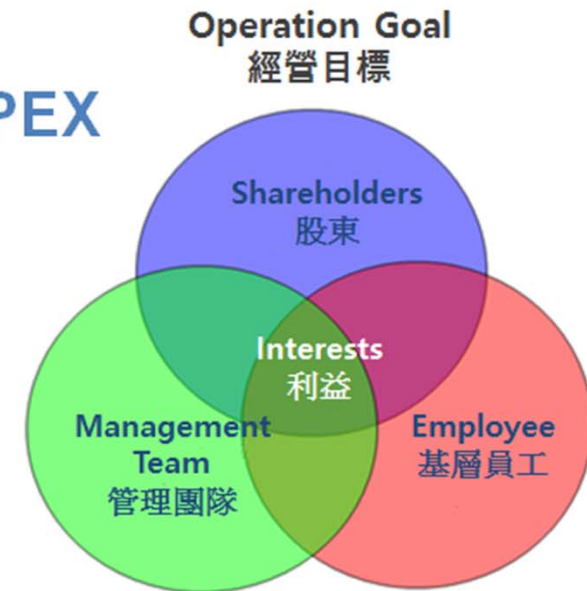 Operation Goal
經營目標
PEX
Shareholders
股東
Interests
利益
Management
Team
管理團隊
Employee
基層員工